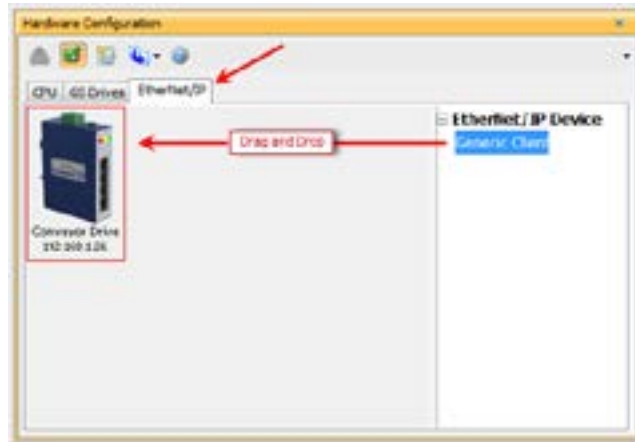 Hardware Configuration
CPU GS Drives EtherNet/IP
EtherNet/IP Device
Generic Client
Drag and Drop
Conveyor Drive